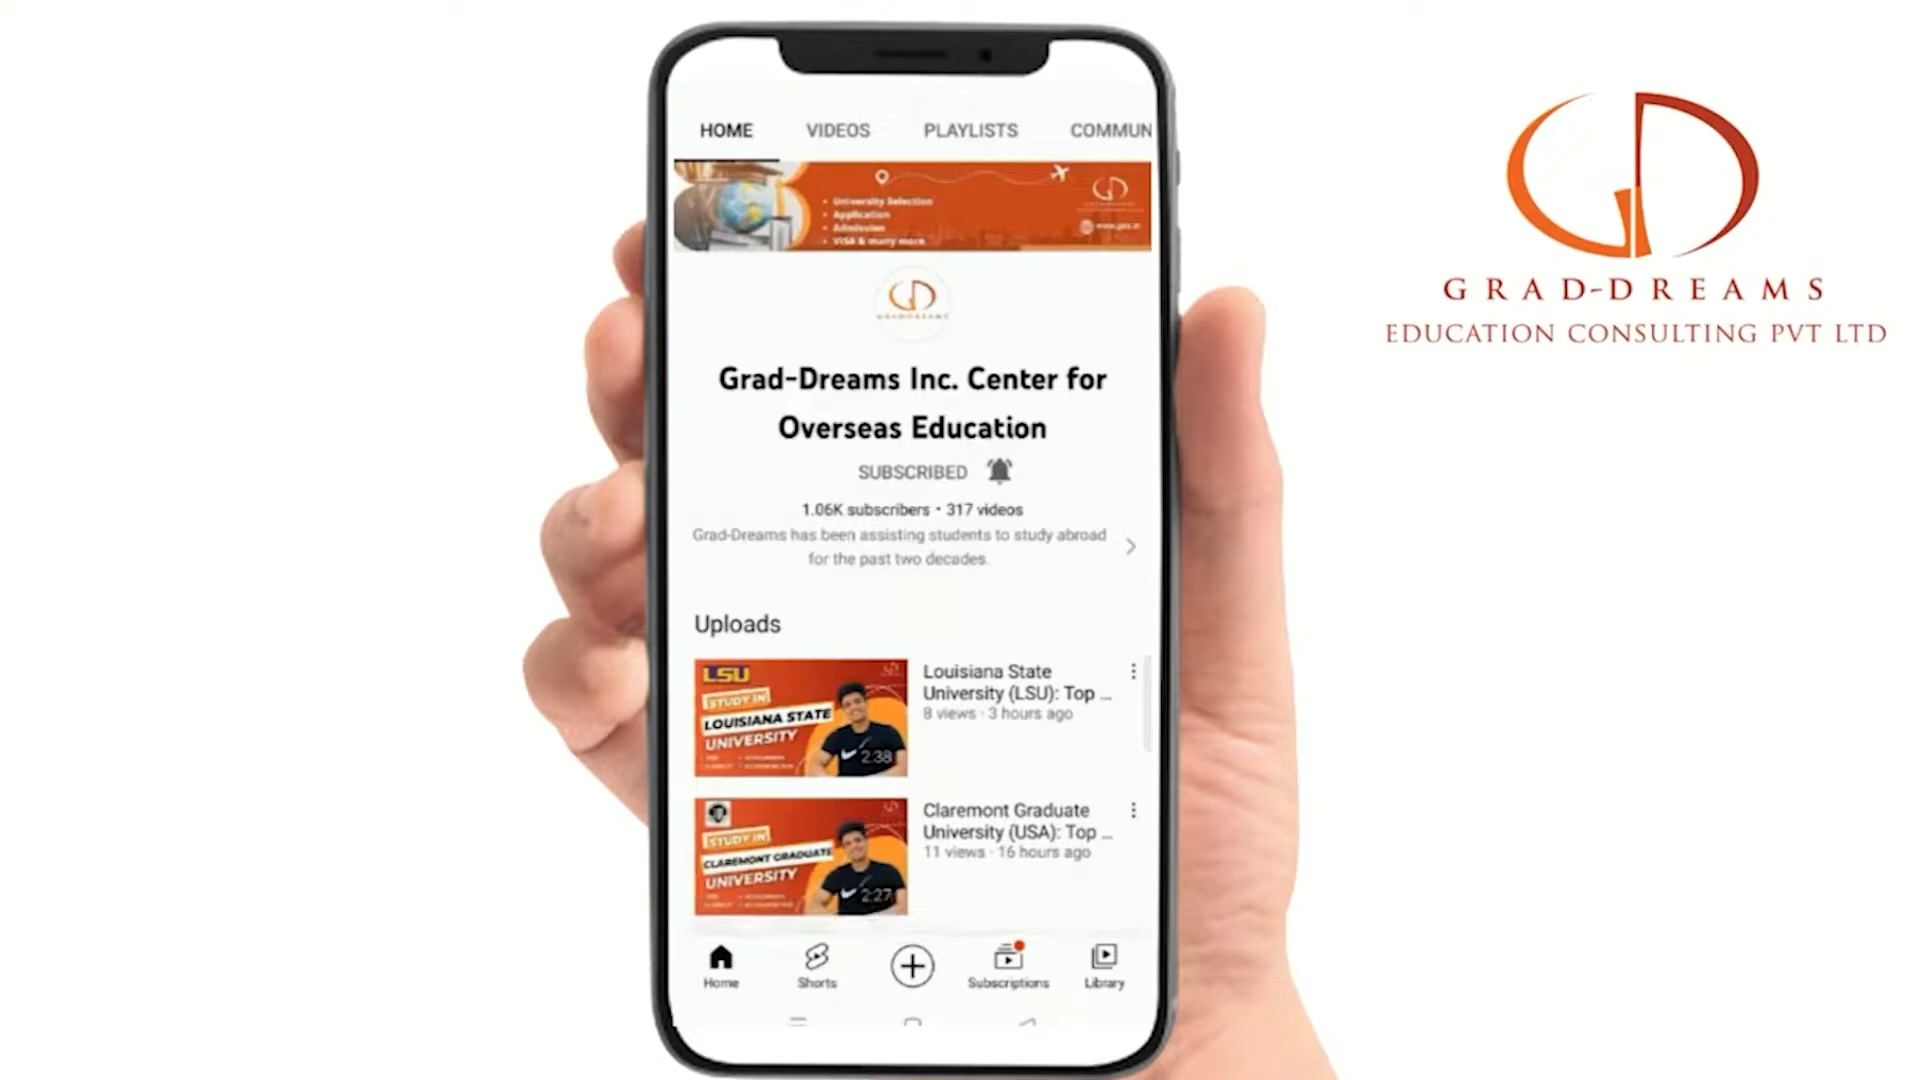 HOME VIDEOS PLAYLISTS COMMUN
• University Selection
• Application
• Admission
• VISA & many more
GRAD-DREAMS
Grad-Dreams Inc. Center for
Overseas Education
SUBSCRIBED
1.06K subscribers • 317 videos
Grad-Dreams has been assisting students to study abroad
for the past two decades.
Uploads
LSU
STUDY IN
LOUISIANA STATE
UNIVERSITY
2:38
Louisiana State
University (LSU): Top ...
8 views · 3 hours ago
STUDY IN
CLAREMONT GRADUATE
UNIVERSITY
2:27
Claremont Graduate
University (USA): Top ...
11 views · 16 hours ago
Home Shorts Subscriptions Library
GRAD-DREAMS
EDUCATION CONSULTING PVT LTD